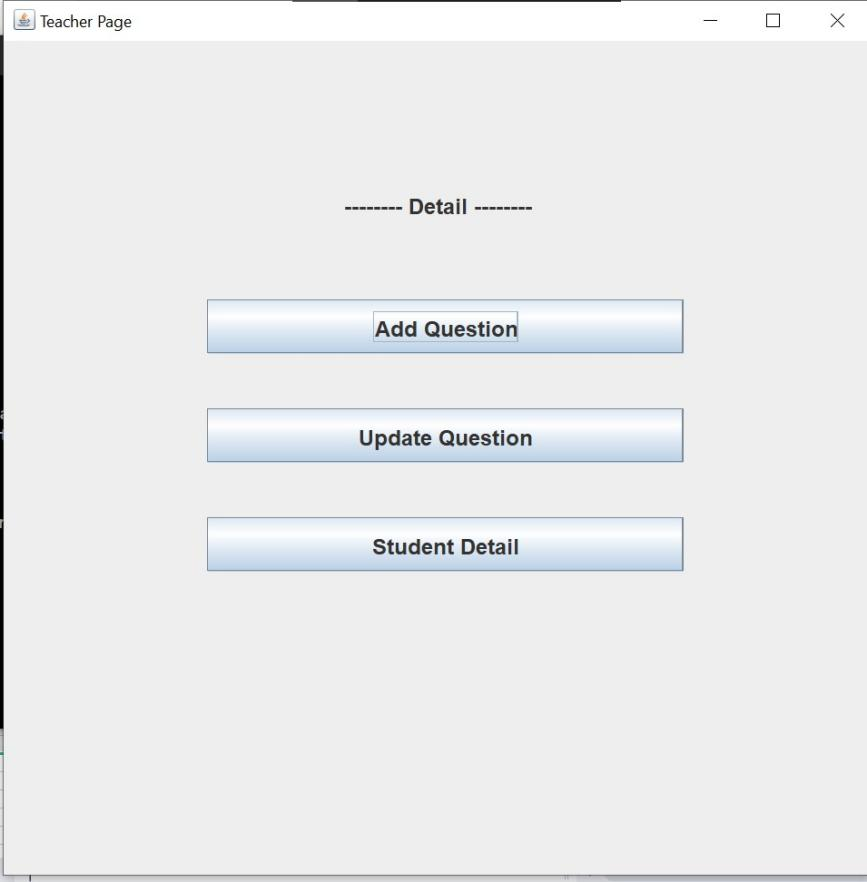 Teacher Page
-------- Detail --------
Add Question
Update Question
Student Detail